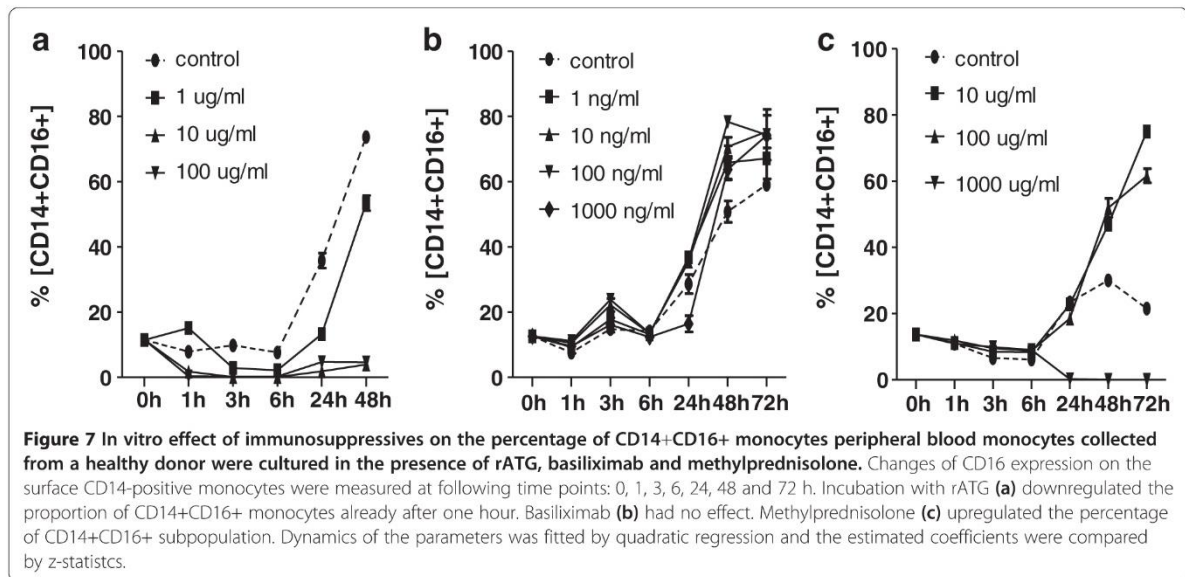 a
% [CD14+CD16+]
100
80
60
40
20
0
control
1 ug/ml
10 ug/ml
100 ug/ml
0h 1h 3h 6h 24h 48h
b
% [CD14+CD16+]
100
80
60
40
20
0
control
1 ng/ml
10 ng/ml
100 ng/ml
1000 ng/ml
0h 1h 3h 6h 24h 48h 72h
c
% [CD14+CD16+]
100
80
60
40
20
0
control
10 ug/ml
100 ug/ml
1000 ug/ml
0h 1h 3h 6h 24h 48h 72h
Figure 7 In vitro effect of immunosuppressives on the percentage of CD14+CD16+ monocytes peripheral blood monocytes collected
from a healthy donor were cultured in the presence of rATG, basiliximab and methylprednisolone. Changes of CD16 expression on the
surface CD14-positive monocytes were measured at following time points: 0, 1, 3, 6, 24, 48 and 72 h. Incubation with rATG (a) downregulated the
proportion of CD14+CD16+ monocytes already after one hour. Basiliximab (b) had no effect. Methylprednisolone (c) upregulated the percentage
of CD14+CD16+ subpopulation. Dynamics of the parameters was fitted by quadratic regression and the estimated coefficients were compared
by z-statistcs.